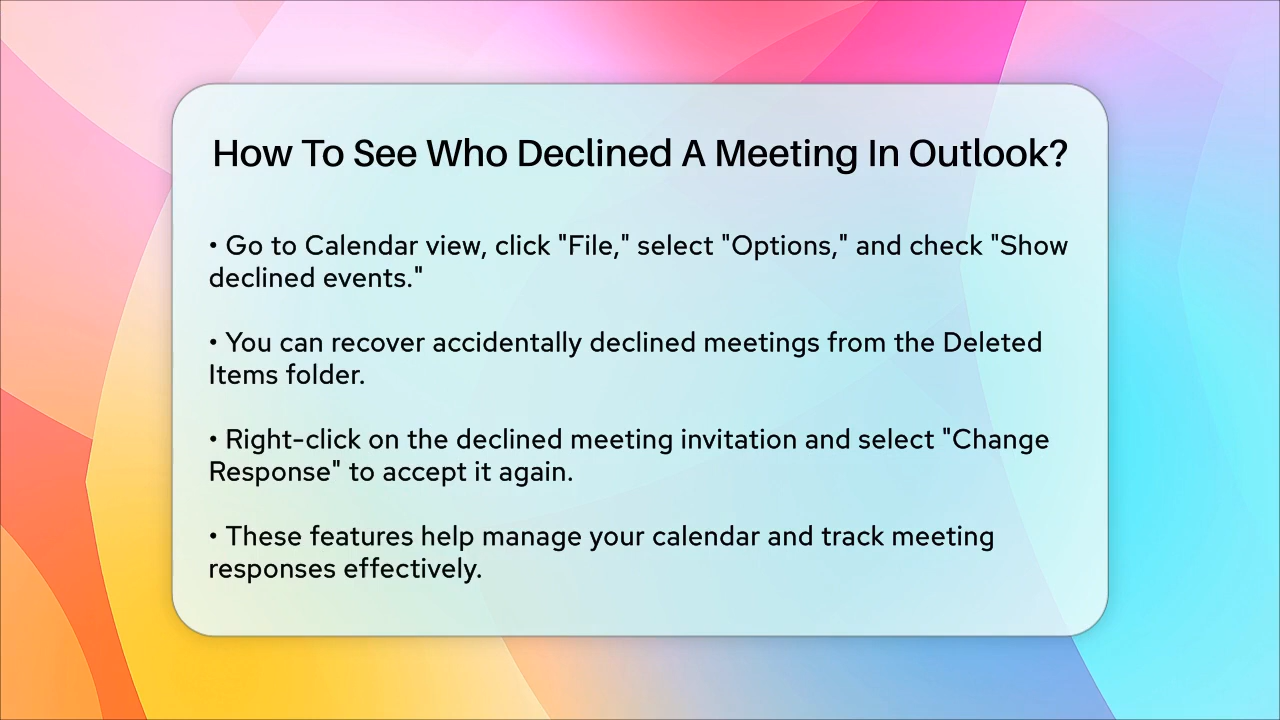 How To See Who Declined A Meeting In Outlook?
• Go to Calendar view, click "File," select "Options," and check "Show
declined events."
• You can recover accidentally declined meetings from the Deleted
Items folder.
• Right-click on the declined meeting invitation and select "Change
Response" to accept it again.
• These features help manage your calendar and track meeting
responses effectively.